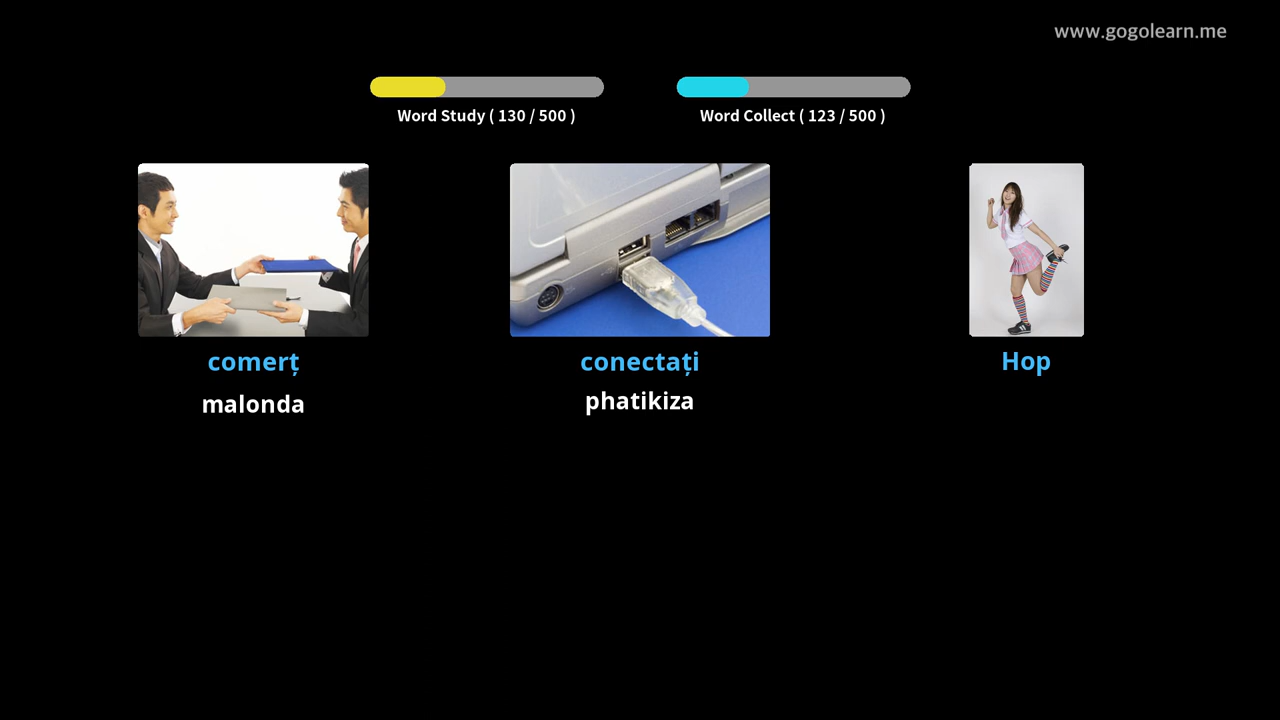 www.gogolearn.me
Word Study ( 130 / 500 )
Word Collect ( 123 / 500 )
comerț
conectați
Hop
malonda
phatikiza